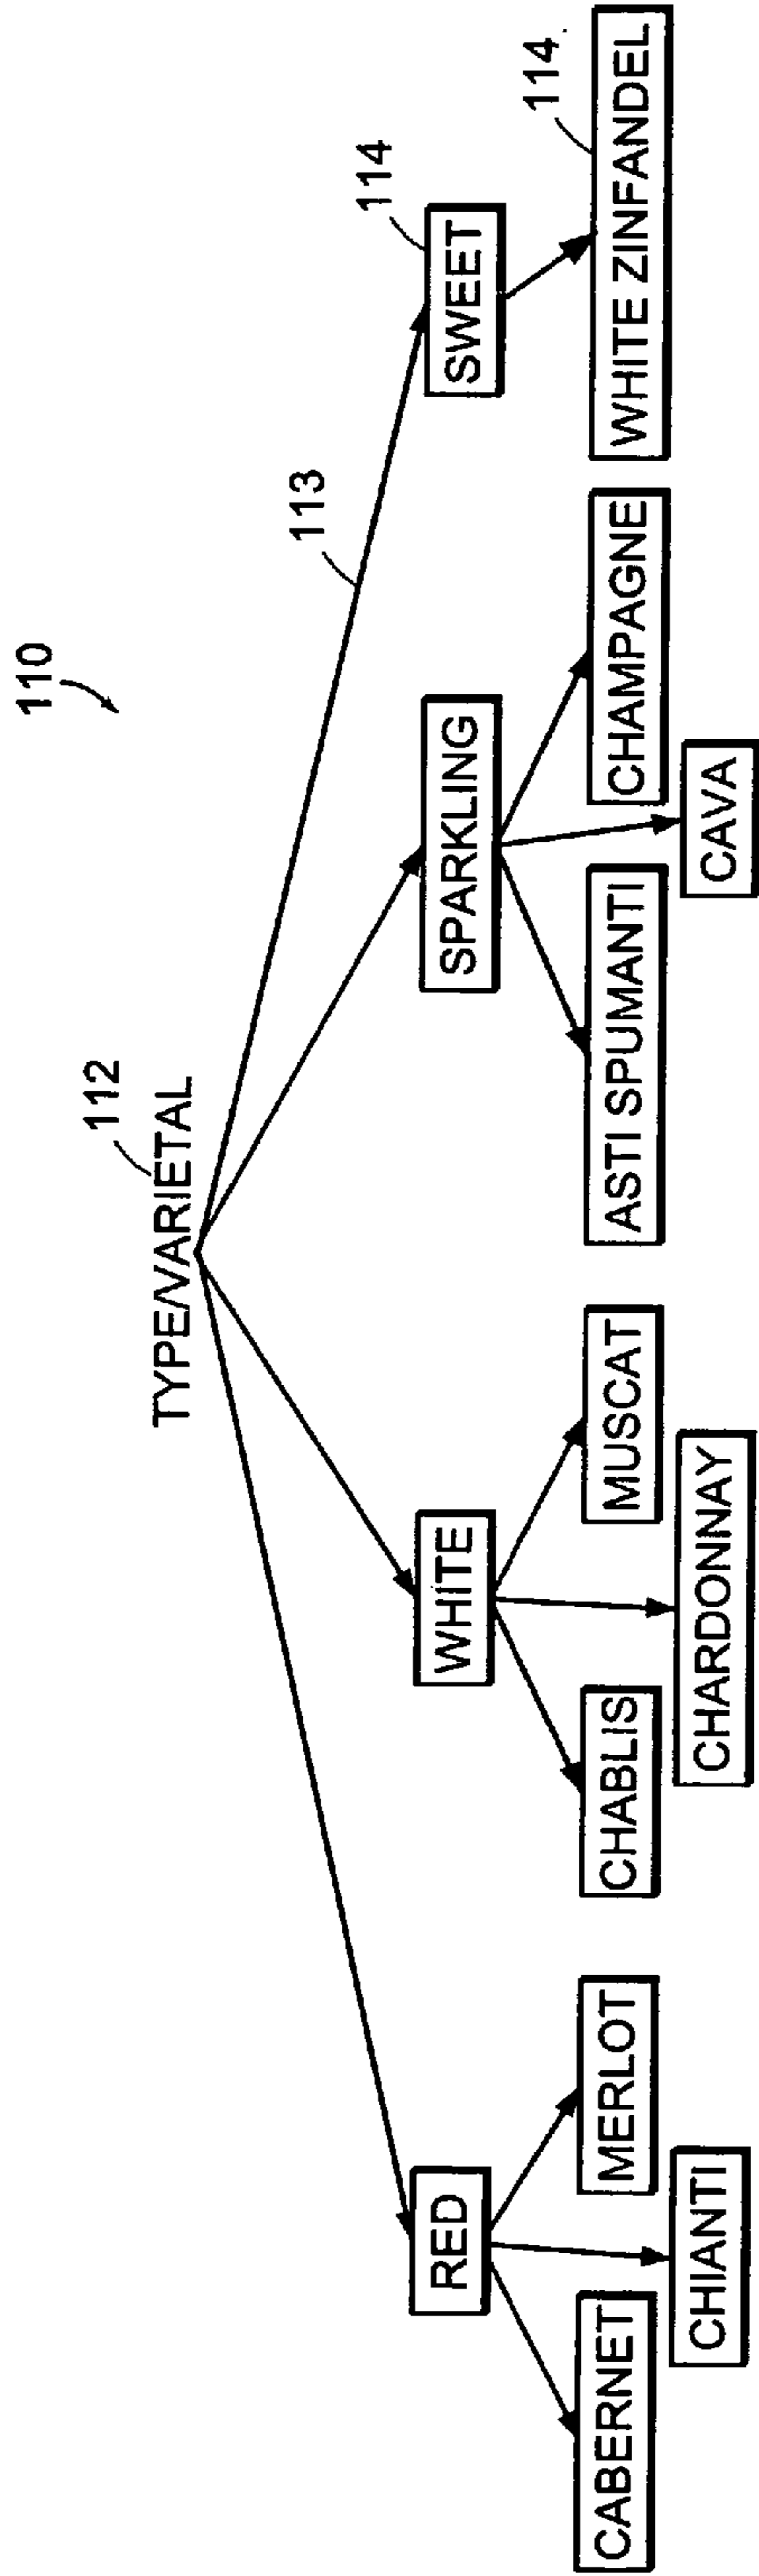 110
TYPE/VARIETAL
112
113
RED
WHITE
SPARKLING
SWEET
114
CABERNET
MERLOT
CHABLIS
MUSCAT
ASTI SPUMANTI
CHAMPAGNE
WHITE ZINFANDEL
114
CHIANTI
CHARDONNAY
CAVA